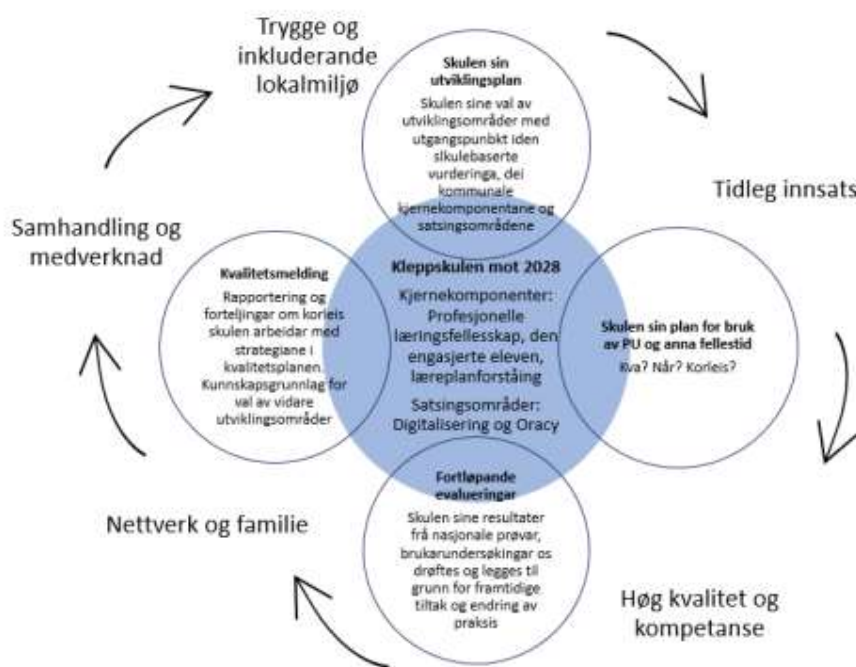 Trygge og
inkluderande
lokalmiljø
Skulen sin
utviklingsplan
Skulen sine val av
utviklingsområder med
utgangspunbkt iden
sikulebaserte
vurderinga, dei
kommunale
kjernekomponentane og
satsingsområdene
Tidleg innsats
Samhandling og
medverknad
Kvalitetsmelding
Rapportering og
forteljingar om korleis
skulen arbeidar med
strategiane i
kvalitetsplanen.
Kunnskapsgrunnlag for
val av vidare
utviklingsområder
Kleppskulen mot 2028
Kjernekomponenter:
Profesjonelle
læringsfellesskap, den
engasjerte eleven,
læreplanforståing
Satsingsområder:
Digitalisering og Oracy
Skulen sin plan for bruk
av PU og anna fellestid
Kva? Når? Korleis?
Fortløpande
evalueringar
Skulen sine resultater
frå nasjonale prøvar,
brukarundersøkingar os
drøftes og legges til
grunn for framtidige
tiltak og endring av
praksis
Nettverk og familie
Høg kvalitet og
kompetanse